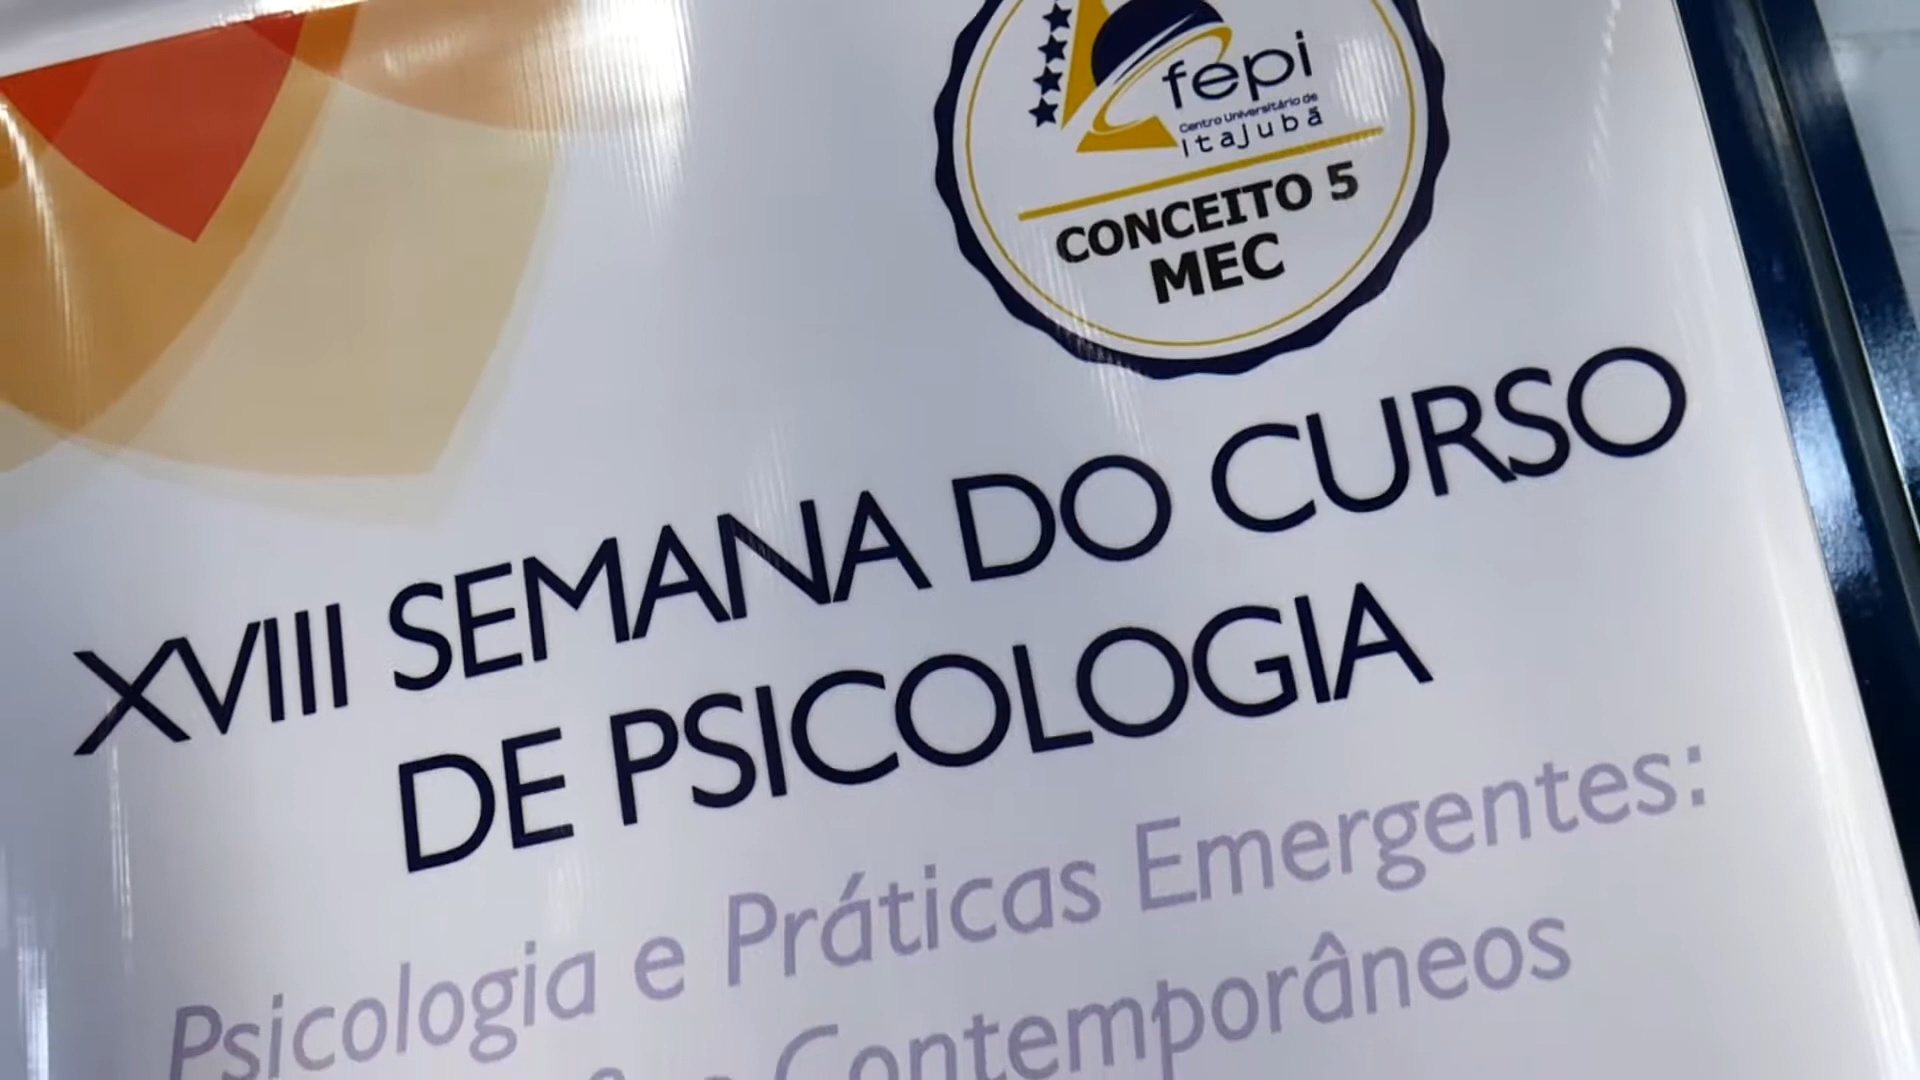 fepi
Centro Universitário de
Itajubá
CONCEITO 5
MEC
XVIII SEMANA DO CURSO
DE PSICOLOGIA
Psicologia e Práticas Emergentes:
Contemporâneos